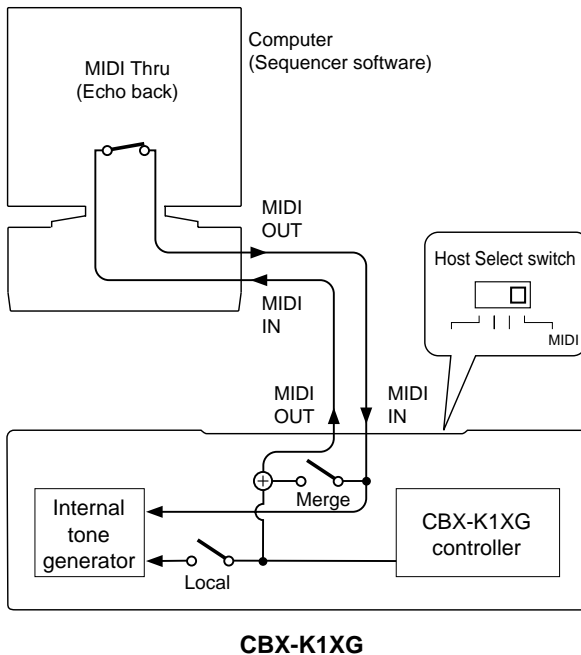 Computer
(Sequencer software)
MIDI Thru
(Echo back)
MIDI
OUT
MIDI
IN
Host Select switch
MIDI
MIDI
OUT
MIDI
IN
Merge
Internal
tone
generator
Local
CBX-K1XG
controller
CBX-K1XG